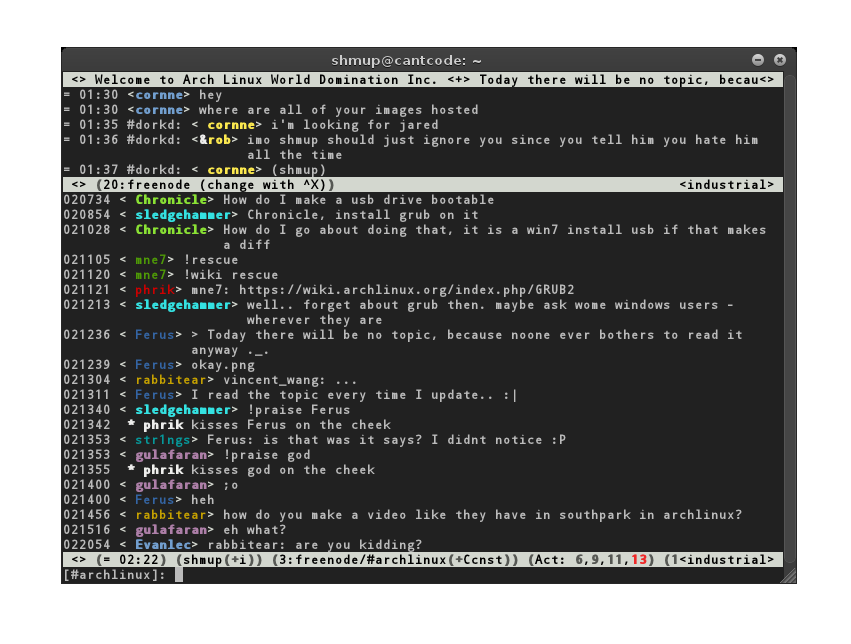 shmup@cantcode: ~
<> Welcome to Arch Linux World Domination Inc. <+> Today there will be no topic, becau<>
= 01:30 <cornne> hey
= 01:30 <cornne> where are all of your images hosted
= 01:35 #dorkd: < cornne> i'm looking for jared
= 01:36 #dorkd: <&rob> imo shmup should just ignore you since you tell him you hate him
all the time
= 01:37 #dorkd: < cornne> (shmup)
<> (20:freenode (change with ^X)) <industrial>
020734 < Chronicle> How do I make a usb drive bootable
020854 < sledgehammer> Chronicle, install grub on it
021028 < Chronicle> How do I go about doing that, it is a win7 install usb if that makes
a diff
021105 < mne7> !rescue
021120 < mne7> !wiki rescue
021121 < phrik> mne7: https://wiki.archlinux.org/index.php/GRUB2
021213 < sledgehammer> well.. forget about grub then. maybe ask wome windows users -
wherever they are
021236 < Ferus> > Today there will be no topic, because noone ever bothers to read it
anyway ._.
021239 < Ferus> okay.png
021304 < rabbitear> vincent_wang: ...
021311 < Ferus> I read the topic every time I update.. :|
021340 < sledgehammer> !praise Ferus
021342 * phrik kisses Ferus on the cheek
021353 < str1ngs> Ferus: is that was it says? I didnt notice :P
021353 < gulafaran> !praise god
021355 * phrik kisses god on the cheek
021400 < gulafaran> ;o
021400 < Ferus> heh
021456 < rabbitear> how do you make a video like they have in southpark in archlinux?
021516 < gulafaran> eh what?
022054 < Evanlec> rabbitear: are you kidding?
<> (= 02:22) (shmup(+i)) (3:freenode/#archlinux(+Ccnst)) (Act: 6,9,11,13) (1<industrial>
[#archlinux]: